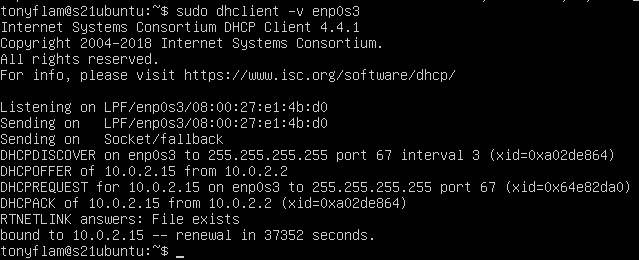 tonyflam@s21ubuntu:~$ sudo dhclient -v enp0s3
Internet Systems Consortium DHCP Client 4.4.1
Copyright 2004-2018 Internet Systems Consortium.
All rights reserved.
For info, please visit https://www.isc.org/software/dhcp/

Listening on LPF/enp0s3/08:00:27:e1:4b:d0
Sending on   LPF/enp0s3/08:00:27:e1:4b:d0
Sending on   Socket/fallback
DHCPDISCOVER on enp0s3 to 255.255.255.255 port 67 interval 3 (xid=0xa02de864)
DHCPOFFER of 10.0.2.15 from 10.0.2.2
DHCPREQUEST for 10.0.2.15 on enp0s3 to 255.255.255.255 port 67 (xid=0x64e82da0)
DHCPACK of 10.0.2.15 from 10.0.2.2 (xid=0xa02de864)
RTNETLINK answers: File exists
bound to 10.0.2.15 -- renewal in 37352 seconds.
tonyflam@s21ubuntu:~$ _